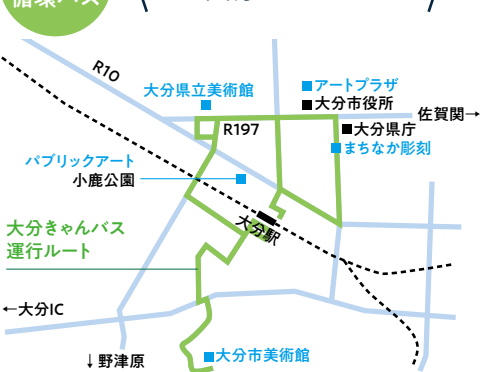 循環バス
R10
大分県立美術館
アートプラザ
大分市役所
佐賀関→
R197
大分県庁
まちなか彫刻
パブリックアート
小鹿公園
大分駅
大分きゃんバス
運行ルート
←大分IC
↓野津原
大分市美術館